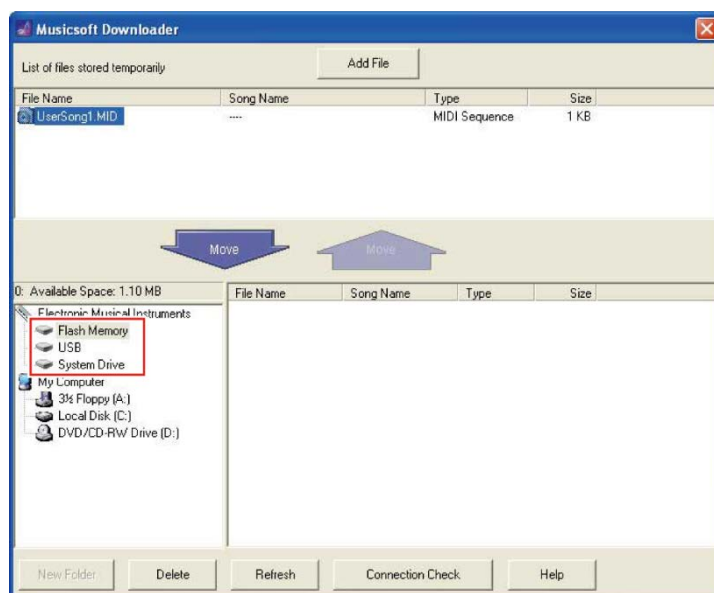 Musicsoft Downloader
List of files stored temporarily
Add File
File Name Song Name Type Size
UserSong1.MID ---- MIDI Sequence 1 KB
Move Move
0: Available Space: 1.10 MB
File Name Song Name Type Size
Electronic Musical Instruments
Flash Memory
USB
System Drive
My Computer
3½ Floppy (A:)
Local Disk (C:)
DVD/CD-RW Drive (D:)
New Folder Delete Refresh Connection Check Help